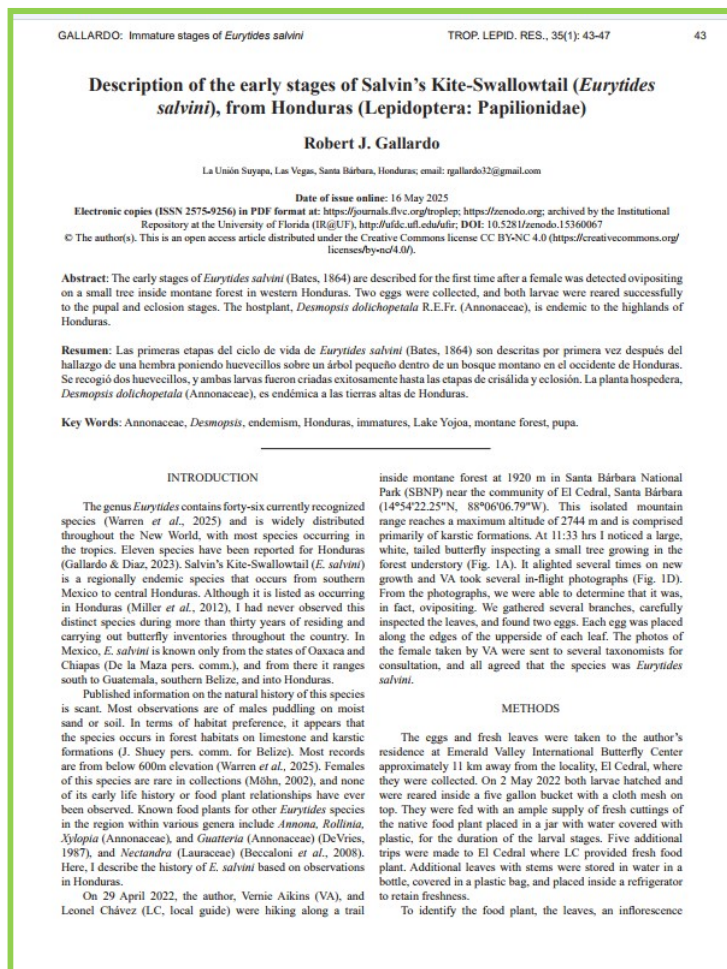 GALLARDO: Immature stages of Eurytides salvini TROP. LEPID. RES., 35(1): 43-47 43
Description of the early stages of Salvin's Kite-Swallowtail (Eurytides
salvini), from Honduras (Lepidoptera: Papilionidae)
Robert J. Gallardo
La Unión Suyapa, Las Vegas, Santa Bárbara, Honduras; email: rgallardo32@gmail.com
Date of issue online: 16 May 2025
Electronic copies (ISSN 2575-9256) in PDF format at: https://journals.flvc.org/troplep; https://zenodo.org; archived by the Institutional
Repository at the University of Florida (IR@UF), http://ufdc.ufl.edu/ufir; DOI: 10.5281/zenodo.15360067
© The author(s). This is an open access article distributed under the Creative Commons license CC BY-NC 4.0 (https://creativecommons.org/
licenses/by-nc/4.0/).
Abstract: The early stages of Eurytides salvini (Bates, 1864) are described for the first time after a female was detected ovipositing
on a small tree inside montane forest in western Honduras. Two eggs were collected, and both larvae were reared successfully
to the pupal and eclosion stages. The hostplant, Desmopsis dolichopetala R.E.Fr. (Annonaceae), is endemic to the highlands of
Honduras.
Resumen: Las primeras etapas del ciclo de vida de Eurytides salvini (Bates, 1864) son descritas por primera vez después del
hallazgo de una hembra poniendo huevecillos sobre un árbol pequeño dentro de un bosque montano en el occidente de Honduras.
Se recogió dos huevecillos, y ambas larvas fueron criadas exitosamente hasta las etapas de crisálida y eclosión. La planta hospedera,
Desmopsis dolichopetala (Annonaceae), es endémica a las tierras altas de Honduras.
Key Words: Annonaceae, Desmopsis, endemism, Honduras, immatures, Lake Yojoa, montane forest, pupa.
INTRODUCTION
The genus Eurytides contains forty-six currently recognized
species (Warren et al., 2025) and is widely distributed
throughout the New World, with most species occurring in
the tropics. Eleven species have been reported for Honduras
(Gallardo & Diaz, 2023). Salvin's Kite-Swallowtail (E. salvini)
is a regionally endemic species that occurs from southern
Mexico to central Honduras. Although it is listed as occurring
in Honduras (Miller et al., 2012), I had never observed this
distinct species during more than thirty years of residing and
carrying out butterfly inventories throughout the country. In
Mexico, E. salvini is known only from the states of Oaxaca and
Chiapas (De la Maza pers. comm.), and from there it ranges
south to Guatemala, southern Belize, and into Honduras.
Published information on the natural history of this species
is scant. Most observations are of males puddling on moist
sand or soil. In terms of habitat preference, it appears that
the species occurs in forest habitats on limestone and karstic
formations (J. Shuey pers. comm. for Belize). Most records
are from below 600m elevation (Warren et al., 2025). Females
of this species are rare in collections (Möhn, 2002), and none
of its early life history or food plant relationships have ever
been observed. Known food plants for other Eurytides species
in the region within various genera include Annona, Rollinia,
Xylopia (Annonaceae), and Guatteria (Annonaceae) (DeVries,
1987), and Nectandra (Lauraceae) (Beccaloni et al., 2008).
Here, I describe the history of E. salvini based on observations
in Honduras.
On 29 April 2022, the author, Vernie Aikins (VA), and
Leonel Chávez (LC, local guide) were hiking along a trail
inside montane forest at 1920 m in Santa Bárbara National
Park (SBNP) near the community of El Cedral, Santa Bárbara
(14°54'22.25"N, 88°06'06.79"W). This isolated mountain
range reaches a maximum altitude of 2744 m and is comprised
primarily of karstic formations. At 11:33 hrs I noticed a large,
white, tailed butterfly inspecting a small tree growing in the
forest understory (Fig. 1A). It alighted several times on new
growth and VA took several in-flight photographs (Fig. 1D).
From the photographs, we were able to determine that it was,
in fact, ovipositing. We gathered several branches, carefully
inspected the leaves, and found two eggs. Each egg was placed
along the edges of the upperside of each leaf. The photos of
the female taken by VA were sent to several taxonomists for
consultation, and all agreed that the species was Eurytides
salvini.
METHODS
The eggs and fresh leaves were taken to the author's
residence at Emerald Valley International Butterfly Center
approximately 11 km away from the locality, El Cedral, where
they were collected. On 2 May 2022 both larvae hatched and
were reared inside a five gallon bucket with a cloth mesh on
top. They were fed with an ample supply of fresh cuttings of
the native food plant placed in a jar with water covered with
plastic, for the duration of the larval stages. Five additional
trips were made to El Cedral where LC provided fresh food
plant. Additional leaves with stems were stored in water in a
bottle, covered in a plastic bag, and placed inside a refrigerator
to retain freshness.
To identify the food plant, the leaves, an inflorescence